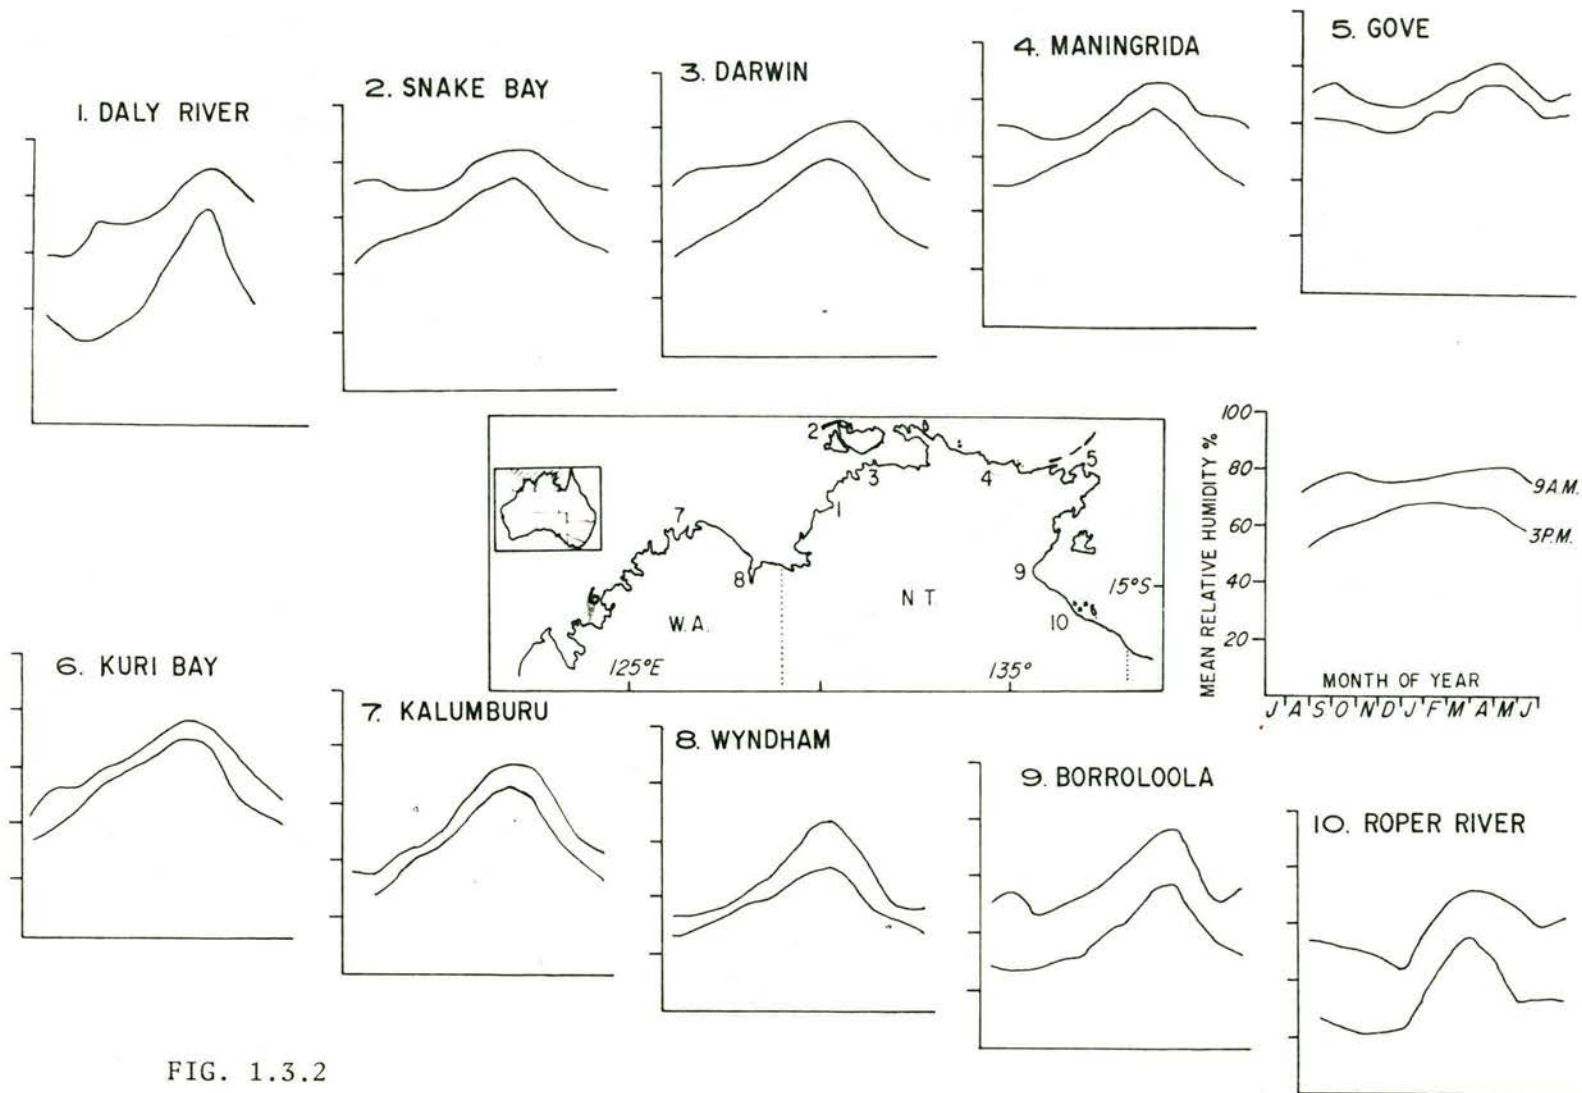 1. DALY RIVER
2. SNAKE BAY
3. DARWIN
4. MANINGRIDA
5. GOVE
2
3
4
5
1
7
8
6
9
10
W.A.
N T.
15°S
125°E
135°
MEAN RELATIVE HUMIDITY %
100
80
60
40
20
9A.M.
3P.M.
MONTH OF YEAR
J A S O N D J F M A M J
6. KURI BAY
7. KALUMBURU
8. WYNDHAM
9. BORROLOOLA
10. ROPER RIVER
FIG. 1.3.2